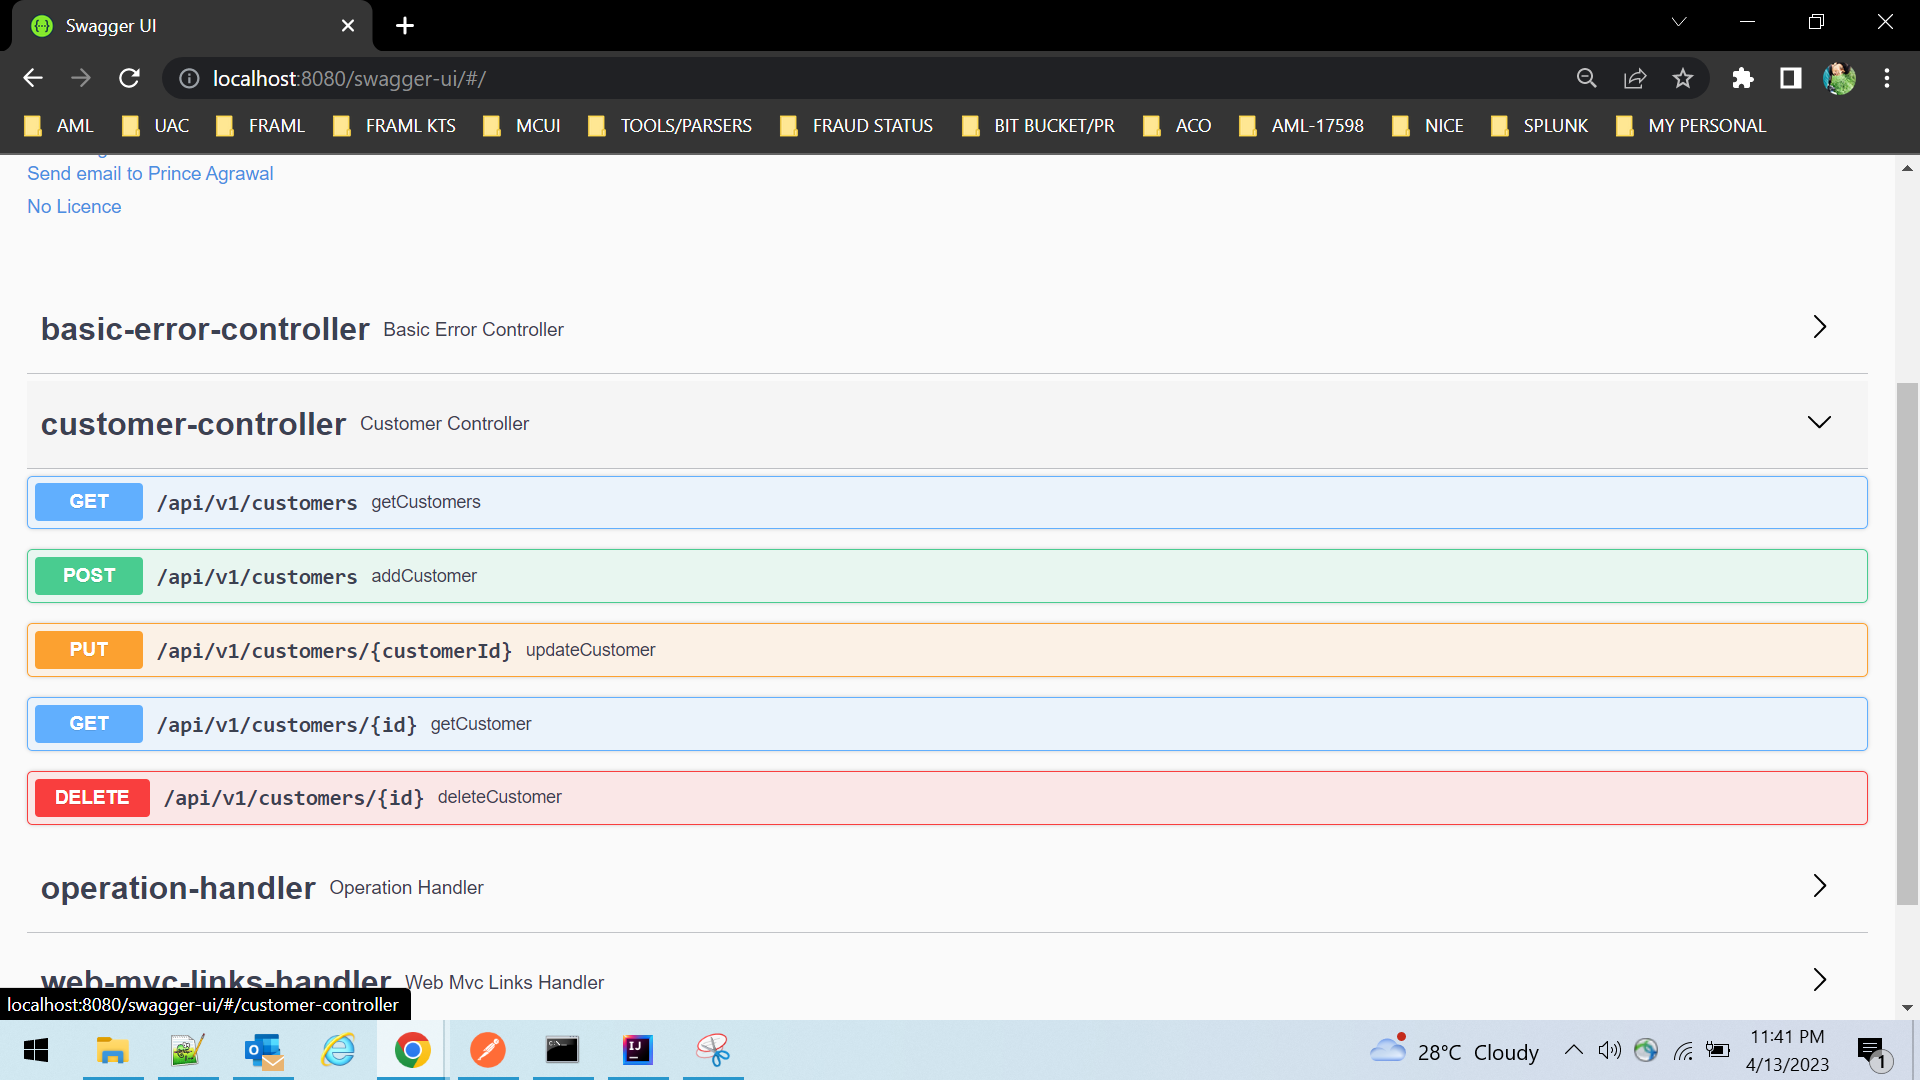 Swagger UI
localhost:8080/swagger-ui/#/
AML UAC FRAML FRAML KTS MCUI TOOLS/PARSERS FRAUD STATUS BIT BUCKET/PR ACO AML-17598 NICE SPLUNK MY PERSONAL
Send email to Prince Agrawal
No Licence
basic-error-controller Basic Error Controller
customer-controller Customer Controller
GET /api/v1/customers getCustomers
POST /api/v1/customers addCustomer
PUT /api/v1/customers/{customerId} updateCustomer
GET /api/v1/customers/{id} getCustomer
DELETE /api/v1/customers/{id} deleteCustomer
operation-handler Operation Handler
web-mvc-links-handler Web Mvc Links Handler
localhost:8080/swagger-ui/#/customer-controller
28°C Cloudy
11:41 PM
4/13/2023
1